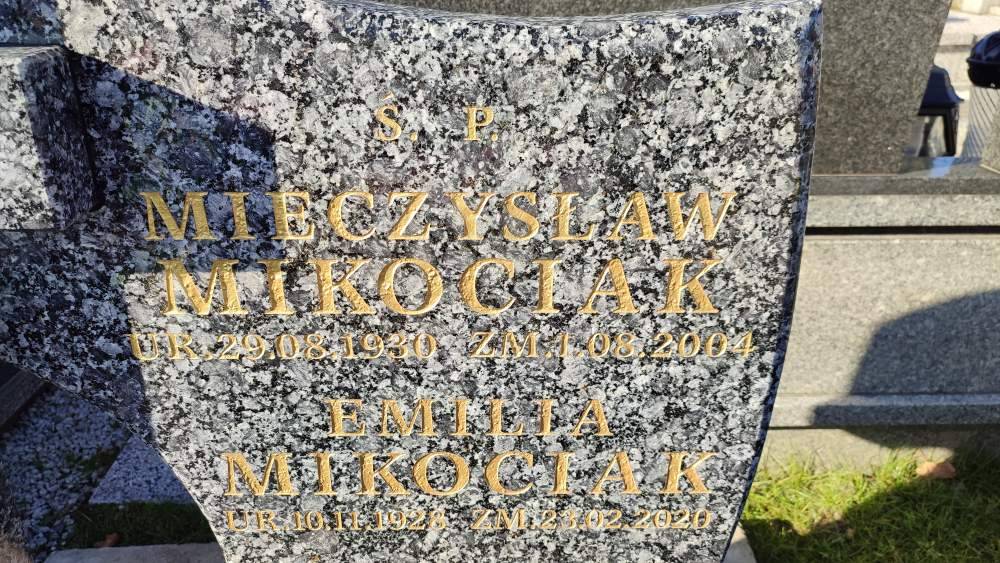 Ś. P.
MIECZYSŁAW
MIKOCIAK
UR.29.08.1930 ZM.1.08.2004
EMILIA
MIKOCIAK
UR.10.11.1928 ZM.23.02.2020